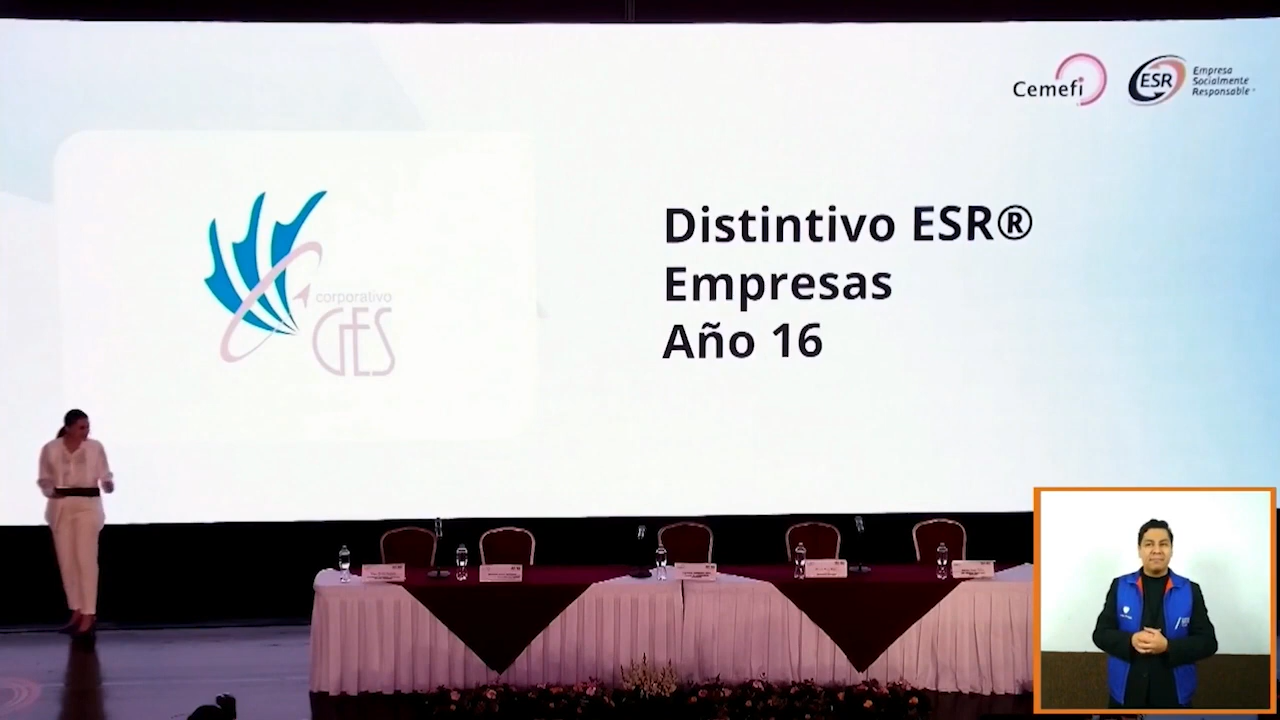 Cemefi
ESR
Empresa
Socialmente
Responsable
Distintivo ESR®
Empresas
Año 16
corporativo
GES